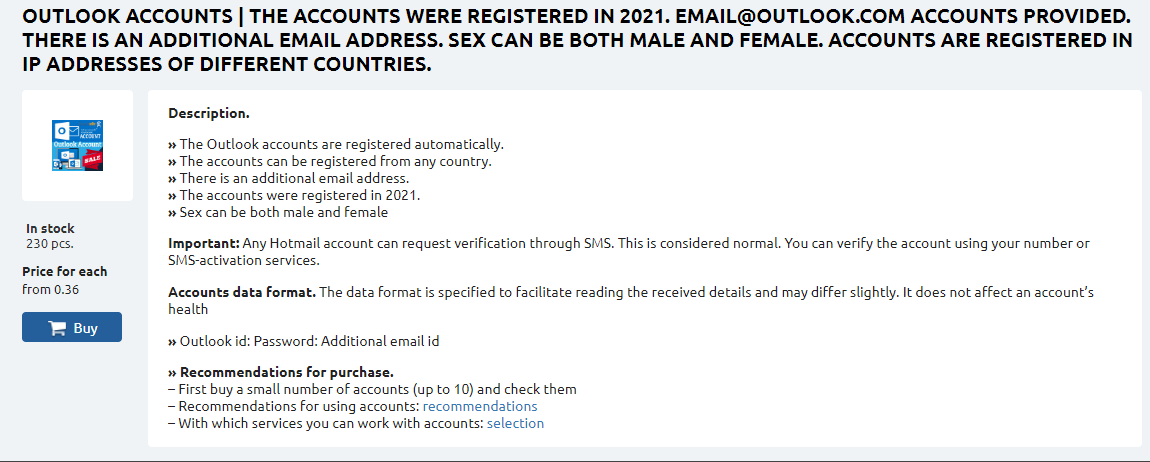 OUTLOOK ACCOUNTS | THE ACCOUNTS WERE REGISTERED IN 2021. EMAIL@OUTLOOK.COM ACCOUNTS PROVIDED.
THERE IS AN ADDITIONAL EMAIL ADDRESS. SEX CAN BE BOTH MALE AND FEMALE. ACCOUNTS ARE REGISTERED IN
IP ADDRESSES OF DIFFERENT COUNTRIES.
ACCOUNT
Outlook Account
SALE
In stock
230 pcs.
Price for each
from 0.36
Buy
Description.
» The Outlook accounts are registered automatically.
» The accounts can be registered from any country.
» There is an additional email address.
» The accounts were registered in 2021.
» Sex can be both male and female
Important: Any Hotmail account can request verification through SMS. This is considered normal. You can verify the account using your number or
SMS-activation services.
Accounts data format. The data format is specified to facilitate reading the received details and may differ slightly. It does not affect an account’s
health
» Outlook id: Password: Additional email id
» Recommendations for purchase.
– First buy a small number of accounts (up to 10) and check them
– Recommendations for using accounts: recommendations
– With which services you can work with accounts: selection